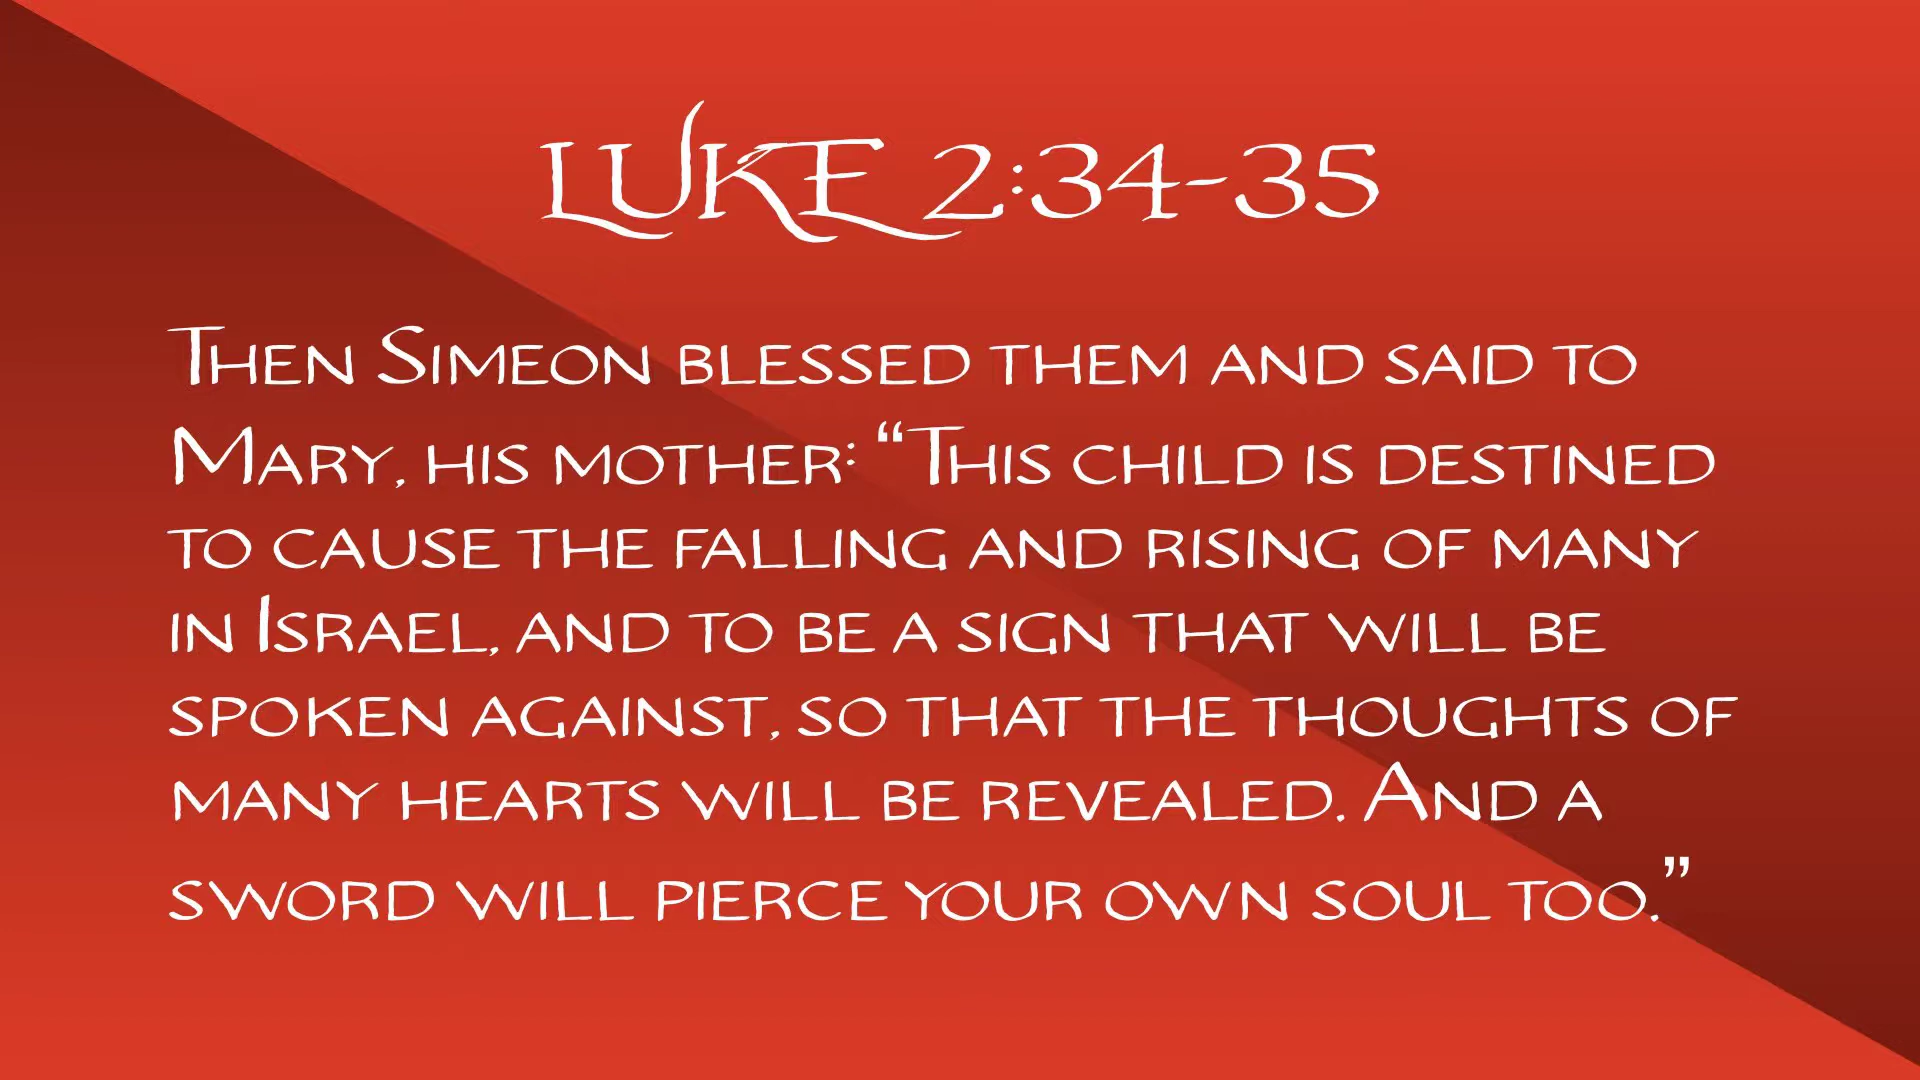 LUKE 2:34-35
Then Simeon blessed them and said to
Mary, his mother: “This child is destined
to cause the falling and rising of many
in Israel, and to be a sign that will be
spoken against, so that the thoughts of
many hearts will be revealed. And a
sword will pierce your own soul too.”